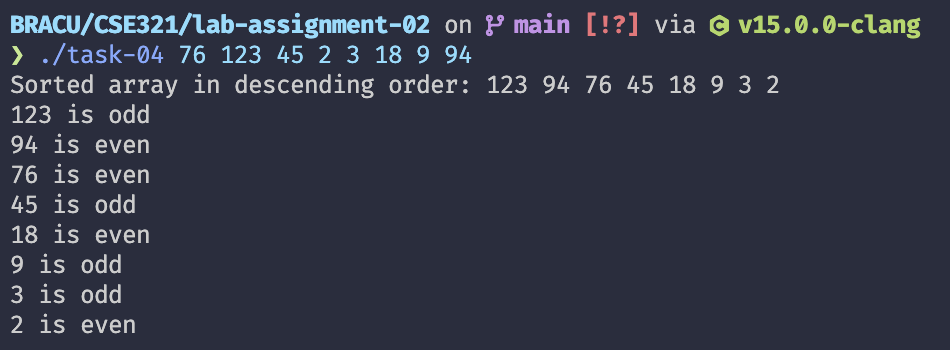 BRACU/CSE321/lab-assignment-02 on main [!?] via C v15.0.0-clang
❯ ./task-04 76 123 45 2 3 18 9 94
Sorted array in descending order: 123 94 76 45 18 9 3 2
123 is odd
94 is even
76 is even
45 is odd
18 is even
9 is odd
3 is odd
2 is even